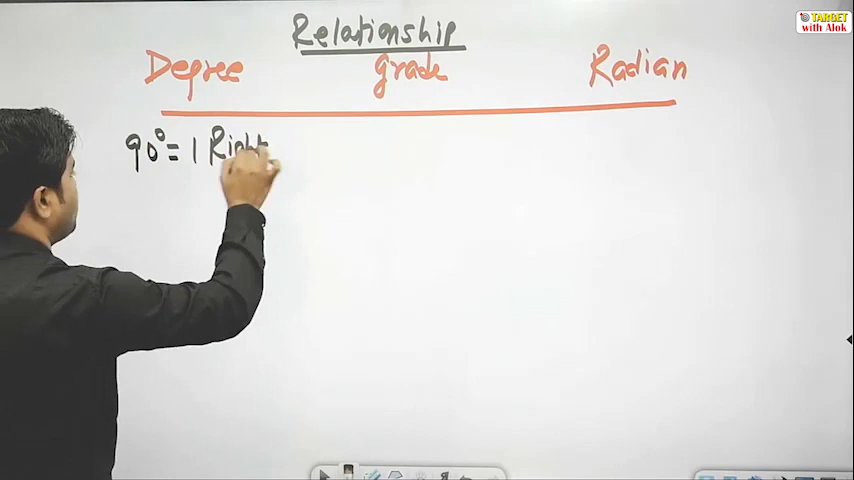 Relationship
Degree Grade Radian
90° = 1 Right
TARGET
with Alok